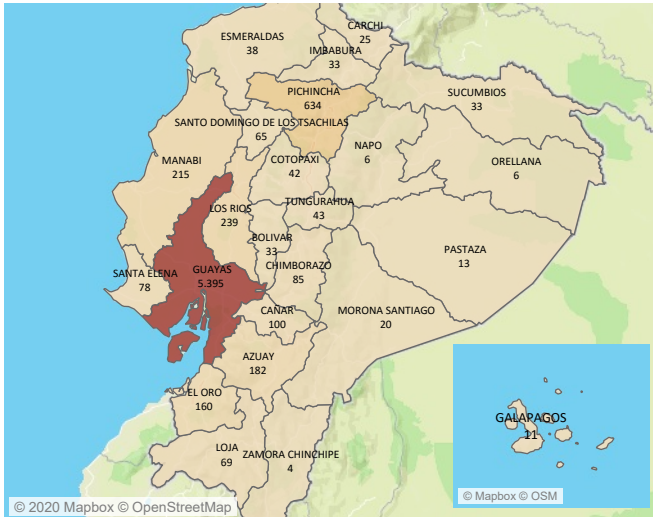 CARCHI
25
ESMERALDAS
38
IMBABURA
33
PICHINCHA
634
SUCUMBIOS
33
SANTO DOMINGO DE LOS TSACHILAS
65
NAPO
6
MANABI
215
COTOPAXI
42
ORELLANA
6
TUNGURAHUA
43
LOS RIOS
239
BOLIVAR
33
PASTAZA
13
CHIMBORAZO
85
SANTA ELENA
78
GUAYAS
5.395
CAÑAR
100
MORONA SANTIAGO
20
AZUAY
182
EL ORO
160
GALAPAGOS
11
LOJA
69
ZAMORA CHINCHIPE
4
© Mapbox © OSM
© 2020 Mapbox © OpenStreetMap